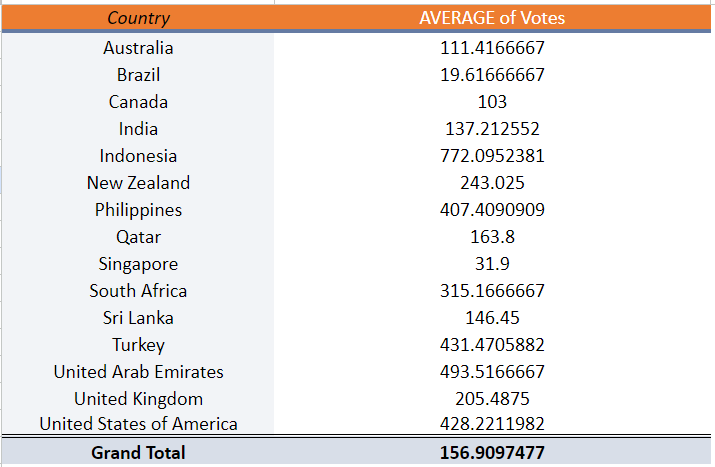 Country AVERAGE of Votes
Australia 111.4166667
Brazil 19.61666667
Canada 103
India 137.212552
Indonesia 772.0952381
New Zealand 243.025
Philippines 407.4090909
Qatar 163.8
Singapore 31.9
South Africa 315.1666667
Sri Lanka 146.45
Turkey 431.4705882
United Arab Emirates 493.5166667
United Kingdom 205.4875
United States of America 428.2211982
Grand Total 156.9097477